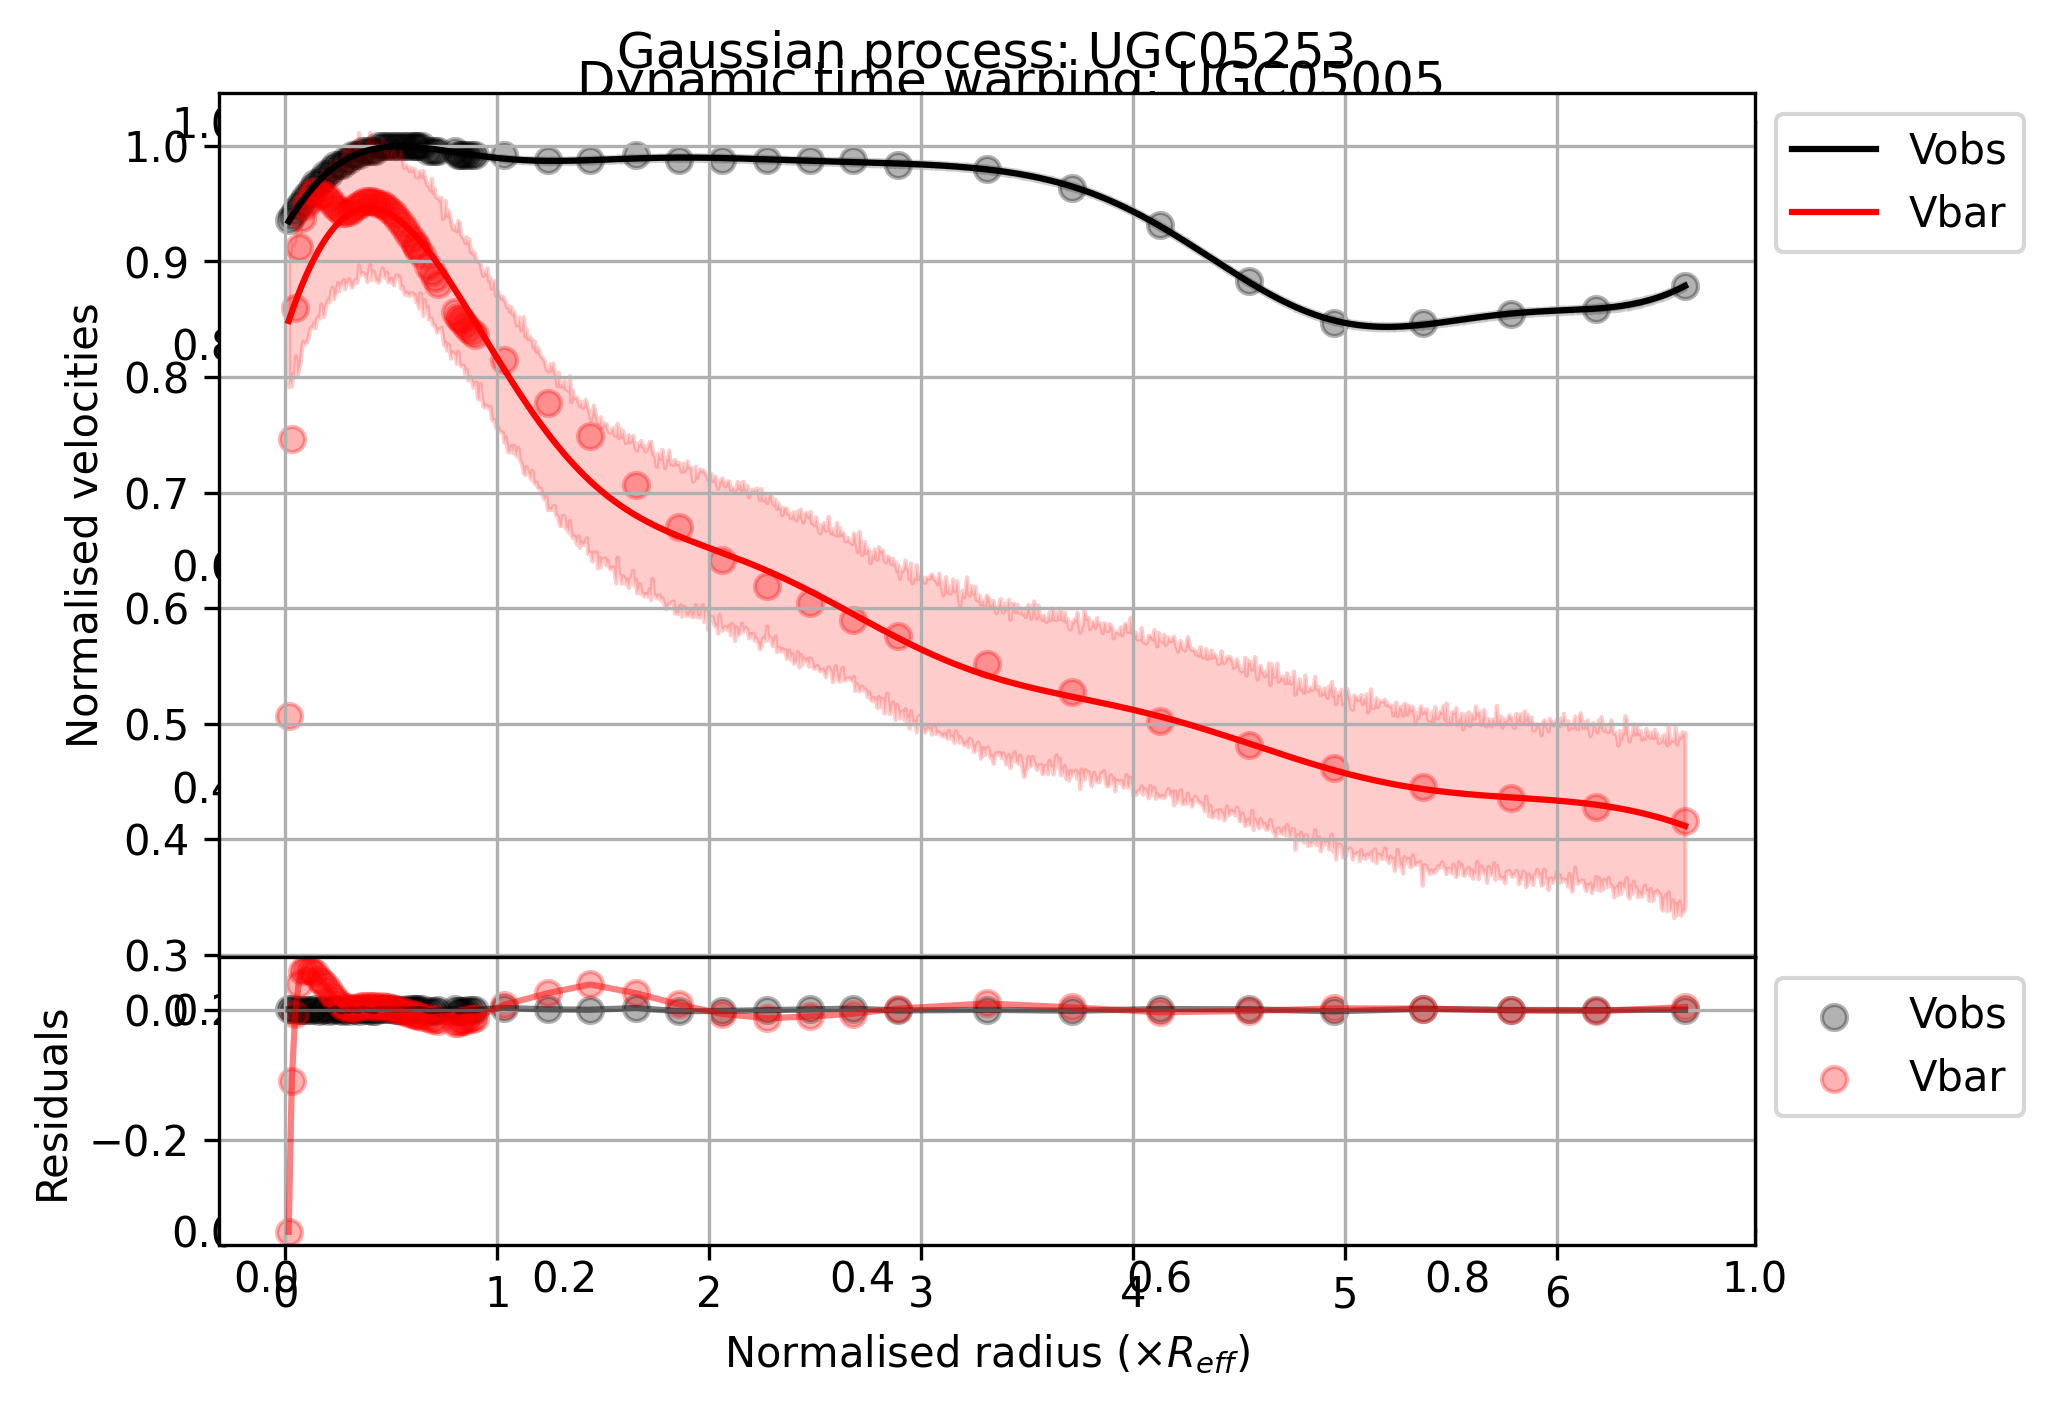 Gaussian process: UGC05253
Dynamic time warping: UGC05005
1.0
0.9
0.8
0.7
0.6
0.5
0.4
0.3
Normalised velocities
Vobs
Vbar
0.0
−0.2
Residuals
Vobs
Vbar
0.0 0.2 0.4 0.6 0.8 1.0
0 1 2 3 4 5 6
Normalised radius (×R_eff)